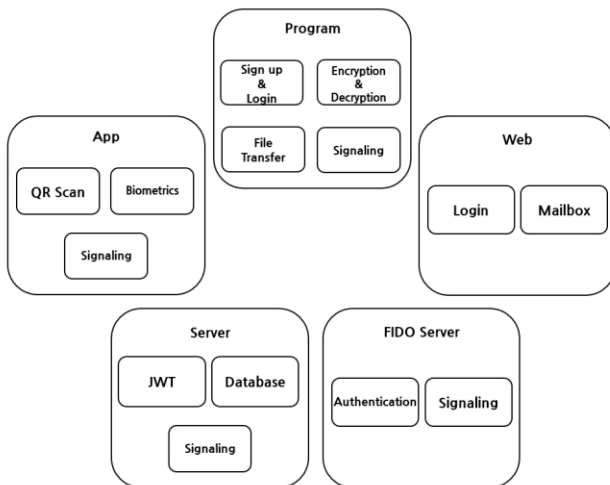 Program
Sign up
&
Login
Encryption
&
Decryption
File
Transfer
Signaling
App
QR Scan
Biometrics
Signaling
Web
Login
Mailbox
Server
JWT
Database
Signaling
FIDO Server
Authentication
Signaling